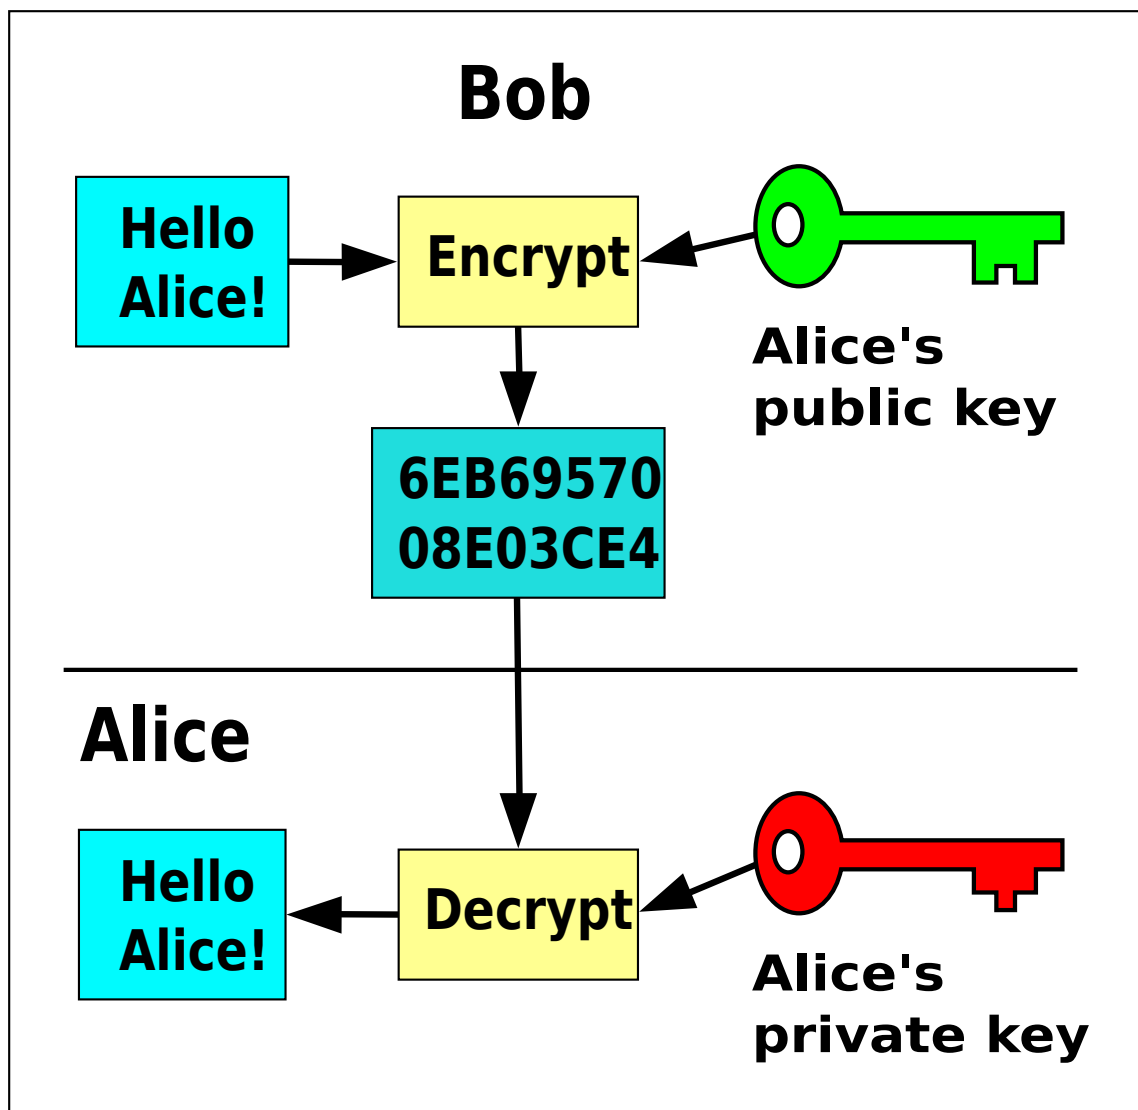 Bob
Hello
Alice!
Encrypt
Alice's
public key
6EB69570
08E03CE4
Alice
Hello
Alice!
Decrypt
Alice's
private key